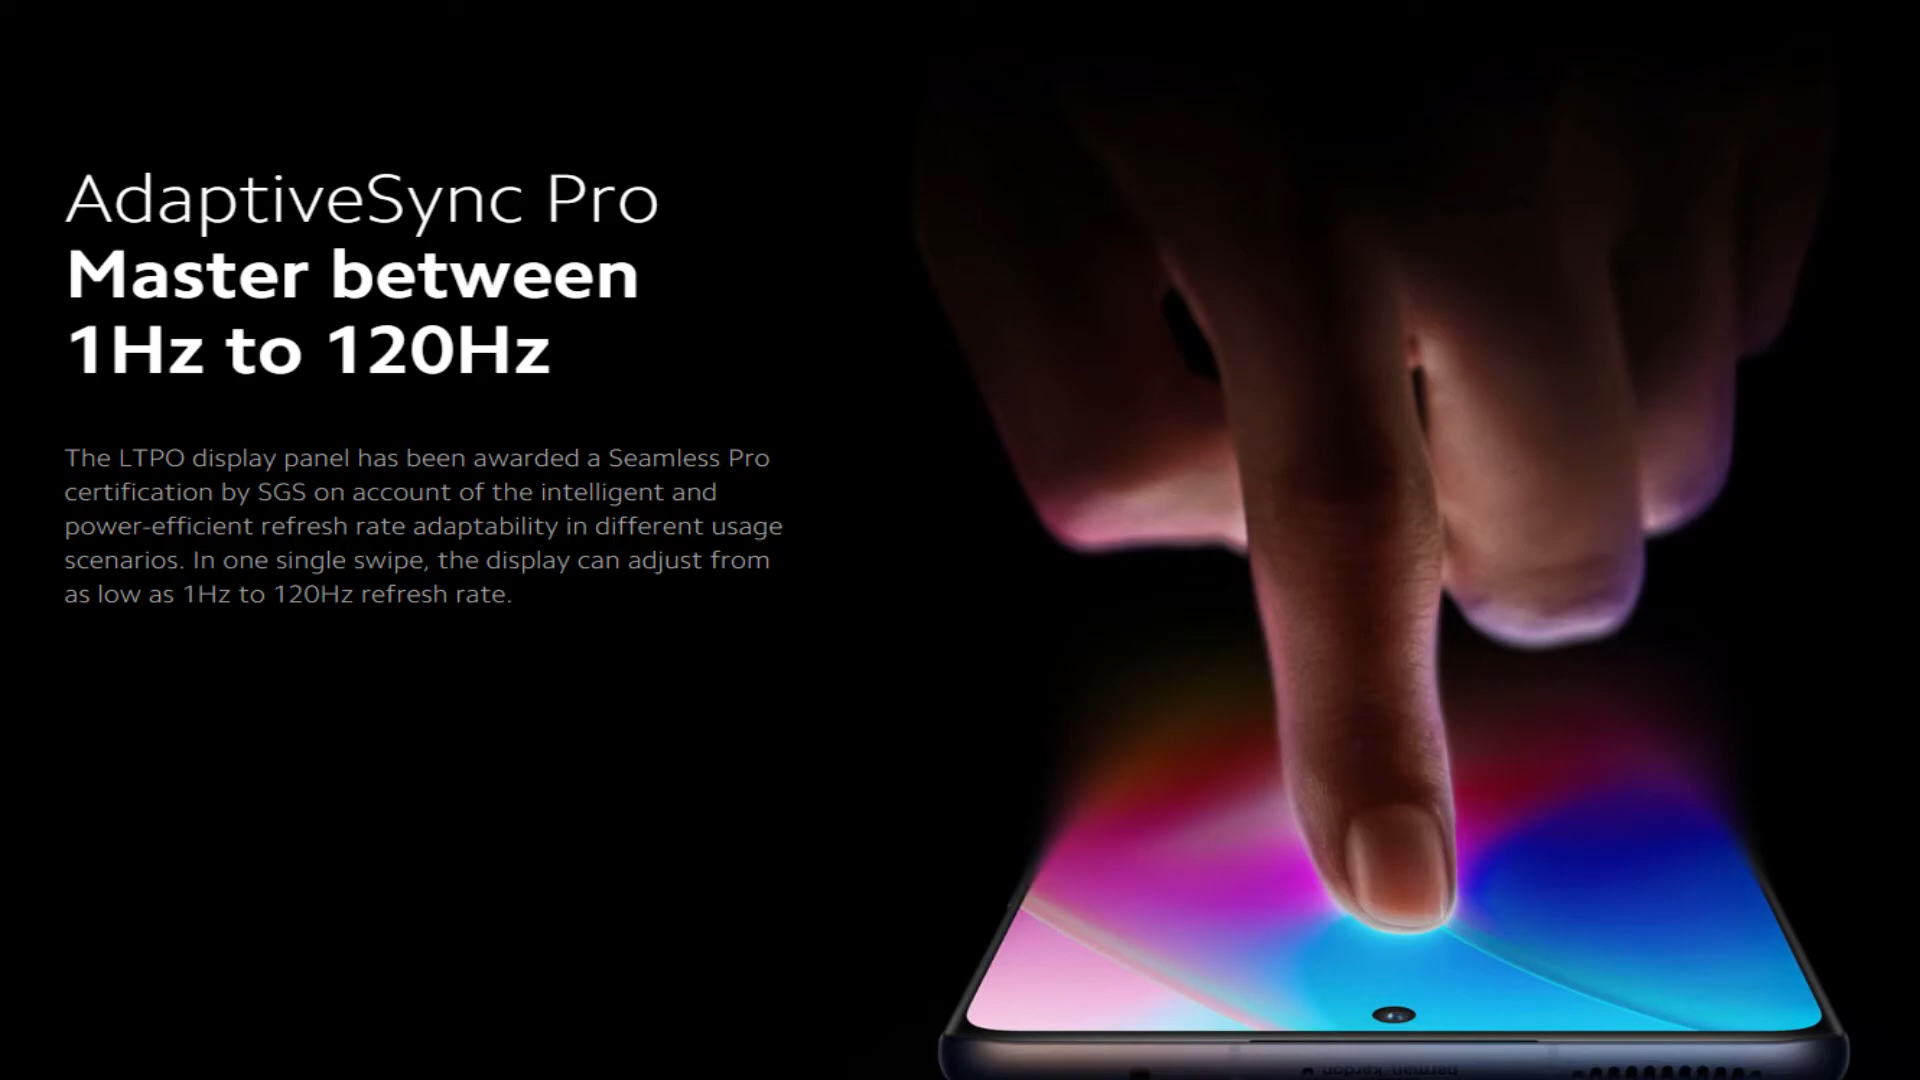 AdaptiveSync Pro
Master between
1Hz to 120Hz
The LTPO display panel has been awarded a Seamless Pro
certification by SGS on account of the intelligent and
power-efficient refresh rate adaptability in different usage
scenarios. In one single swipe, the display can adjust from
as low as 1Hz to 120Hz refresh rate.
harman kardon